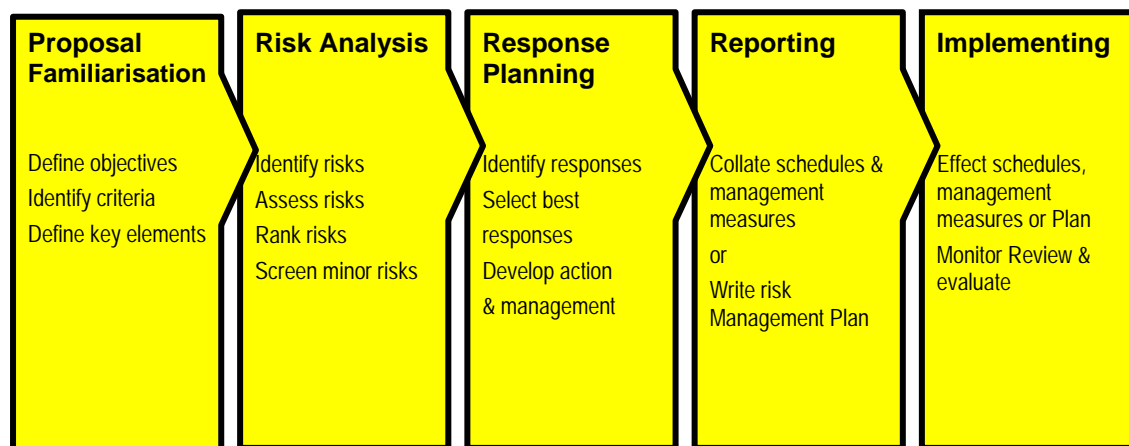 Proposal
Familiarisation
Define objectives
Identify criteria
Define key elements
Risk Analysis
Identify risks
Assess risks
Rank risks
Screen minor risks
Response
Planning
Identify responses
Select best
responses
Develop action
& management
Reporting
Collate schedules &
management
measures
or
Write risk
Management Plan
Implementing
Effect schedules,
management
measures or Plan
Monitor Review &
evaluate